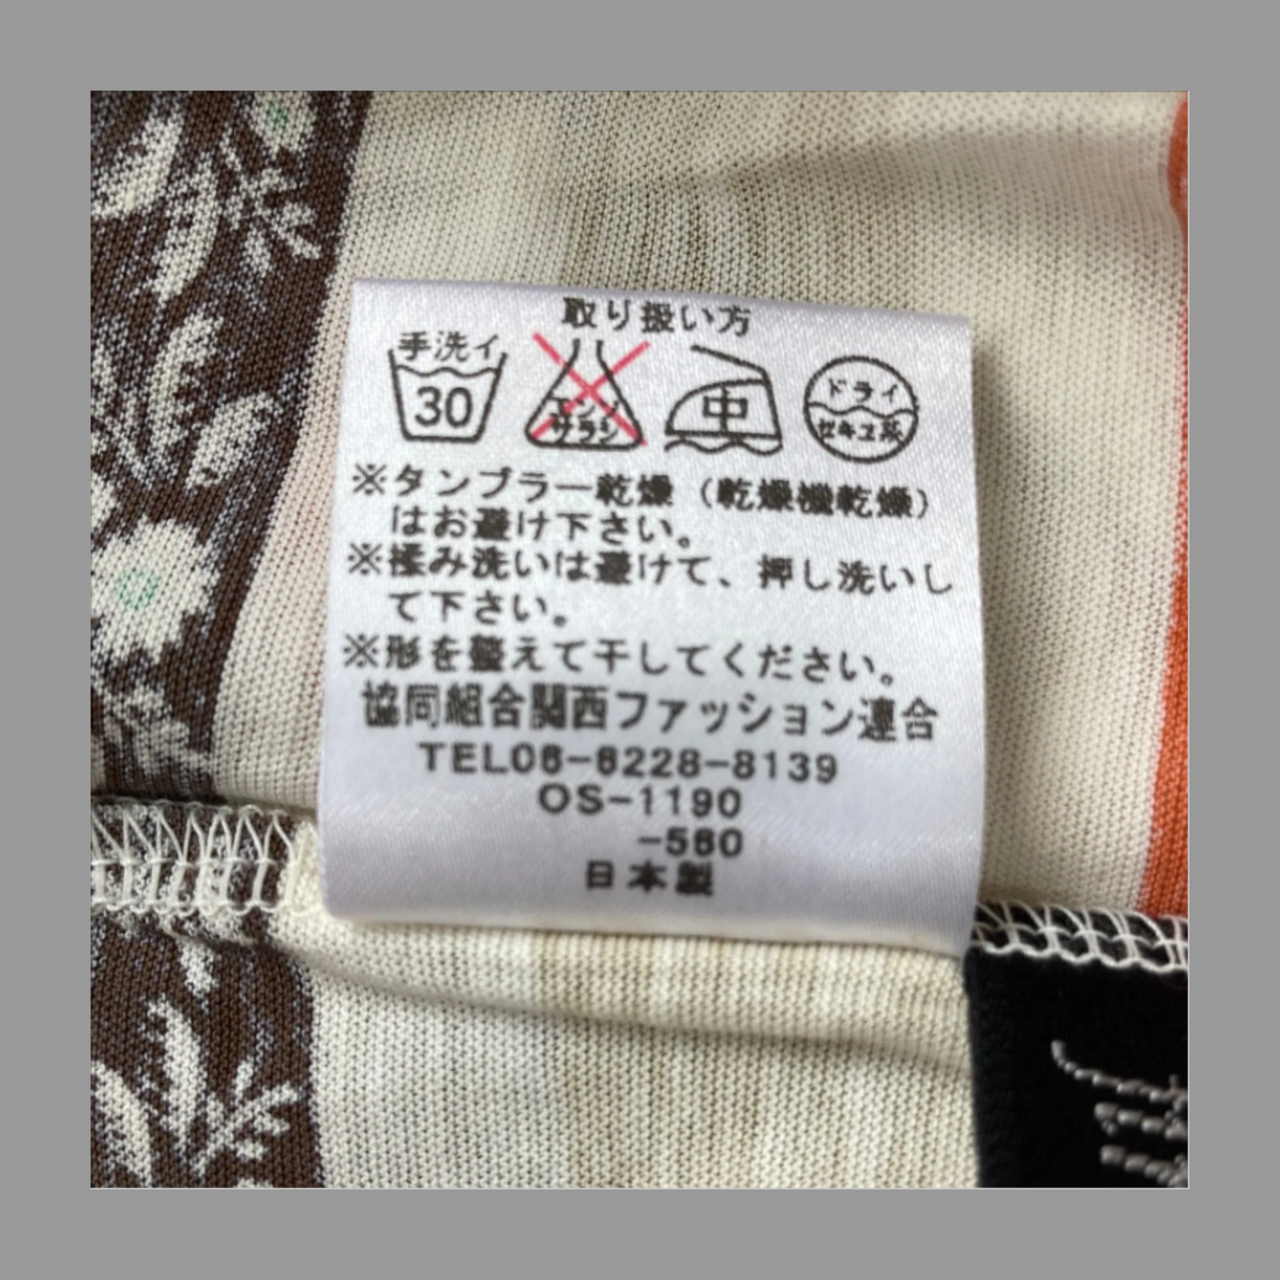 取り扱い方
手洗イ
30
エンソ
サラシ
中
ドライ
セキユ系
※タンブラー乾燥（乾燥機乾燥）
はお避け下さい。
※揉み洗いは避けて、押し洗いし
て下さい。
※形を整えて干してください。
協同組合関西ファッション連合
TEL06-6228-8139
OS-1190
-560
日本製